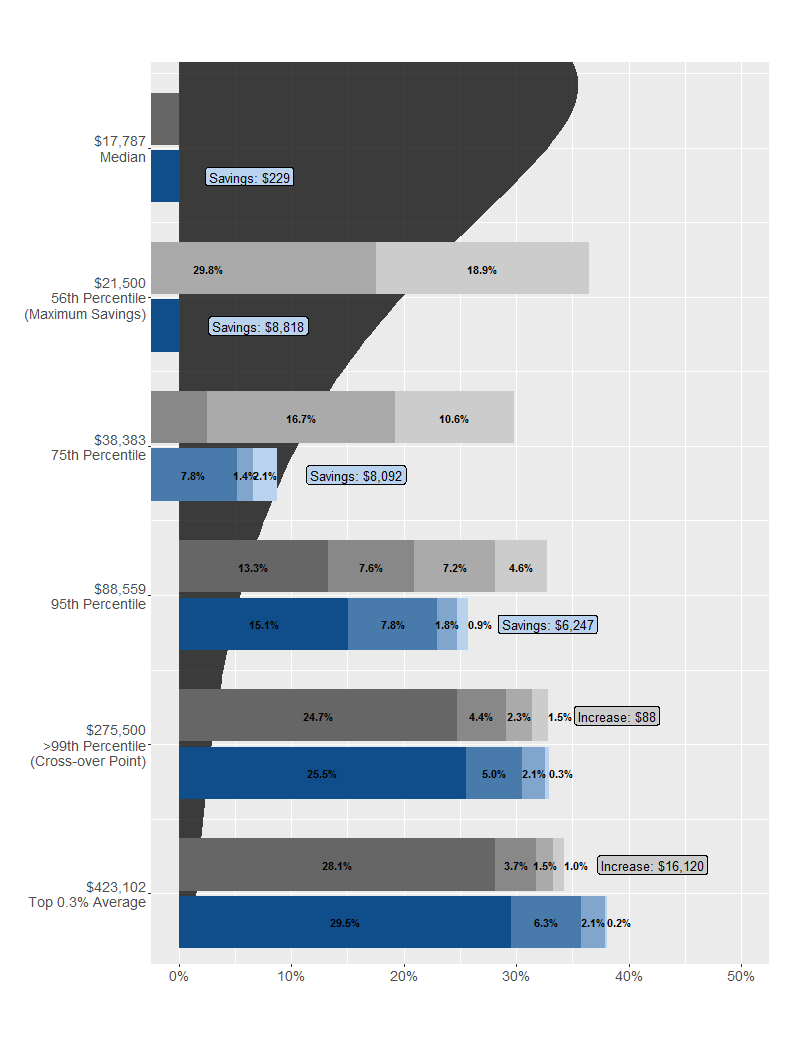 $17,787
Median
Savings: $229
29.8% 18.9%
$21,500
56th Percentile
(Maximum Savings)
Savings: $8,818
16.7% 10.6%
$38,383
75th Percentile
7.8% 1.4% 2.1% Savings: $8,092
13.3% 7.6% 7.2% 4.6%
$88,559
95th Percentile
15.1% 7.8% 1.8% 0.9% Savings: $6,247
24.7% 4.4% 2.3% 1.5% Increase: $88
$275,500
>99th Percentile
(Cross-over Point)
25.5% 5.0% 2.1% 0.3%
28.1% 3.7% 1.5% 1.0% Increase: $16,120
$423,102
Top 0.3% Average
29.5% 6.3% 2.1% 0.2%
0% 10% 20% 30% 40% 50%